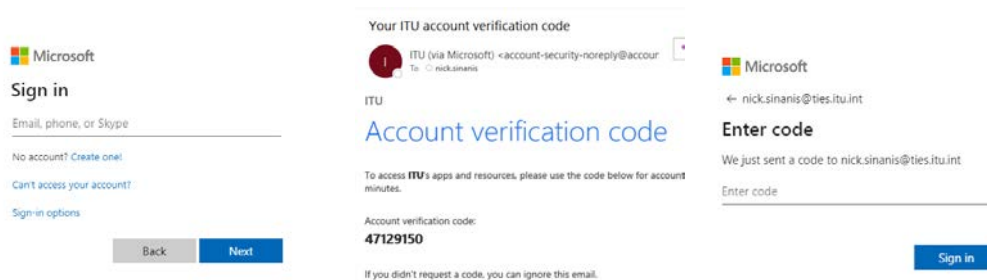 Microsoft
Sign in
Email, phone, or Skype
No account? Create one!
Can't access your account?
Sign-in options
Back
Next
Your ITU account verification code
I
ITU (via Microsoft) <account-security-noreply@accour
To nick.sinanis
ITU
Account verification code
To access ITU's apps and resources, please use the code below for account
minutes.
Account verification code:
47129150
If you didn't request a code, you can ignore this email.
Microsoft
← nick.sinanis@ties.itu.int
Enter code
We just sent a code to nick.sinanis@ties.itu.int
Enter code
Sign in